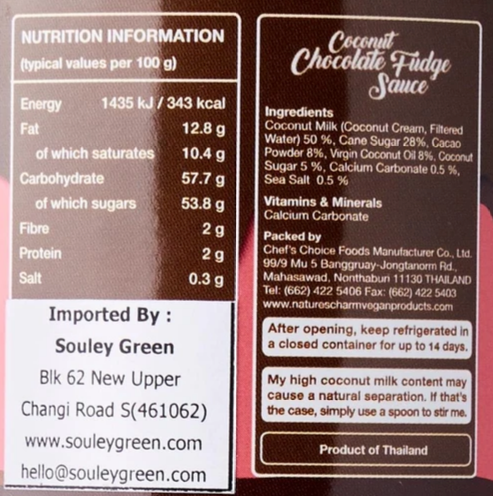 NUTRITION INFORMATION
(typical values per 100 g)
Energy 1435 kJ / 343 kcal
Fat 12.8 g
of which saturates 10.4 g
Carbohydrate 57.7 g
of which sugars 53.8 g
Fibre 2 g
Protein 2 g
Salt 0.3 g
Imported By :
Souley Green
Blk 62 New Upper
Changi Road S(461062)
www.souleygreen.com
hello@souleygreen.com
Coconut
Chocolate Fudge
Sauce
Ingredients
Coconut Milk (Coconut Cream, Filtered
Water) 50 %, Cane Sugar 28%, Cacao
Powder 8%, Virgin Coconut Oil 8%, Coconut
Sugar 5 %, Calcium Carbonate 0.5 %,
Sea Salt 0.5 %
Vitamins & Minerals
Calcium Carbonate
Packed by
Chef's Choice Foods Manufacturer Co., Ltd.
99/9 Mu 5 Banggruay-Jongtanorm Rd.,
Mahasawad, Nonthaburi 11130 THAILAND
Tel: (662) 422 5406 Fax: (662) 422 5403
www.naturescharmveganproducts.com
After opening, keep refrigerated in
a closed container for up to 14 days.
My high coconut milk content may
cause a natural separation. If that's
the case, simply use a spoon to stir me.
Product of Thailand